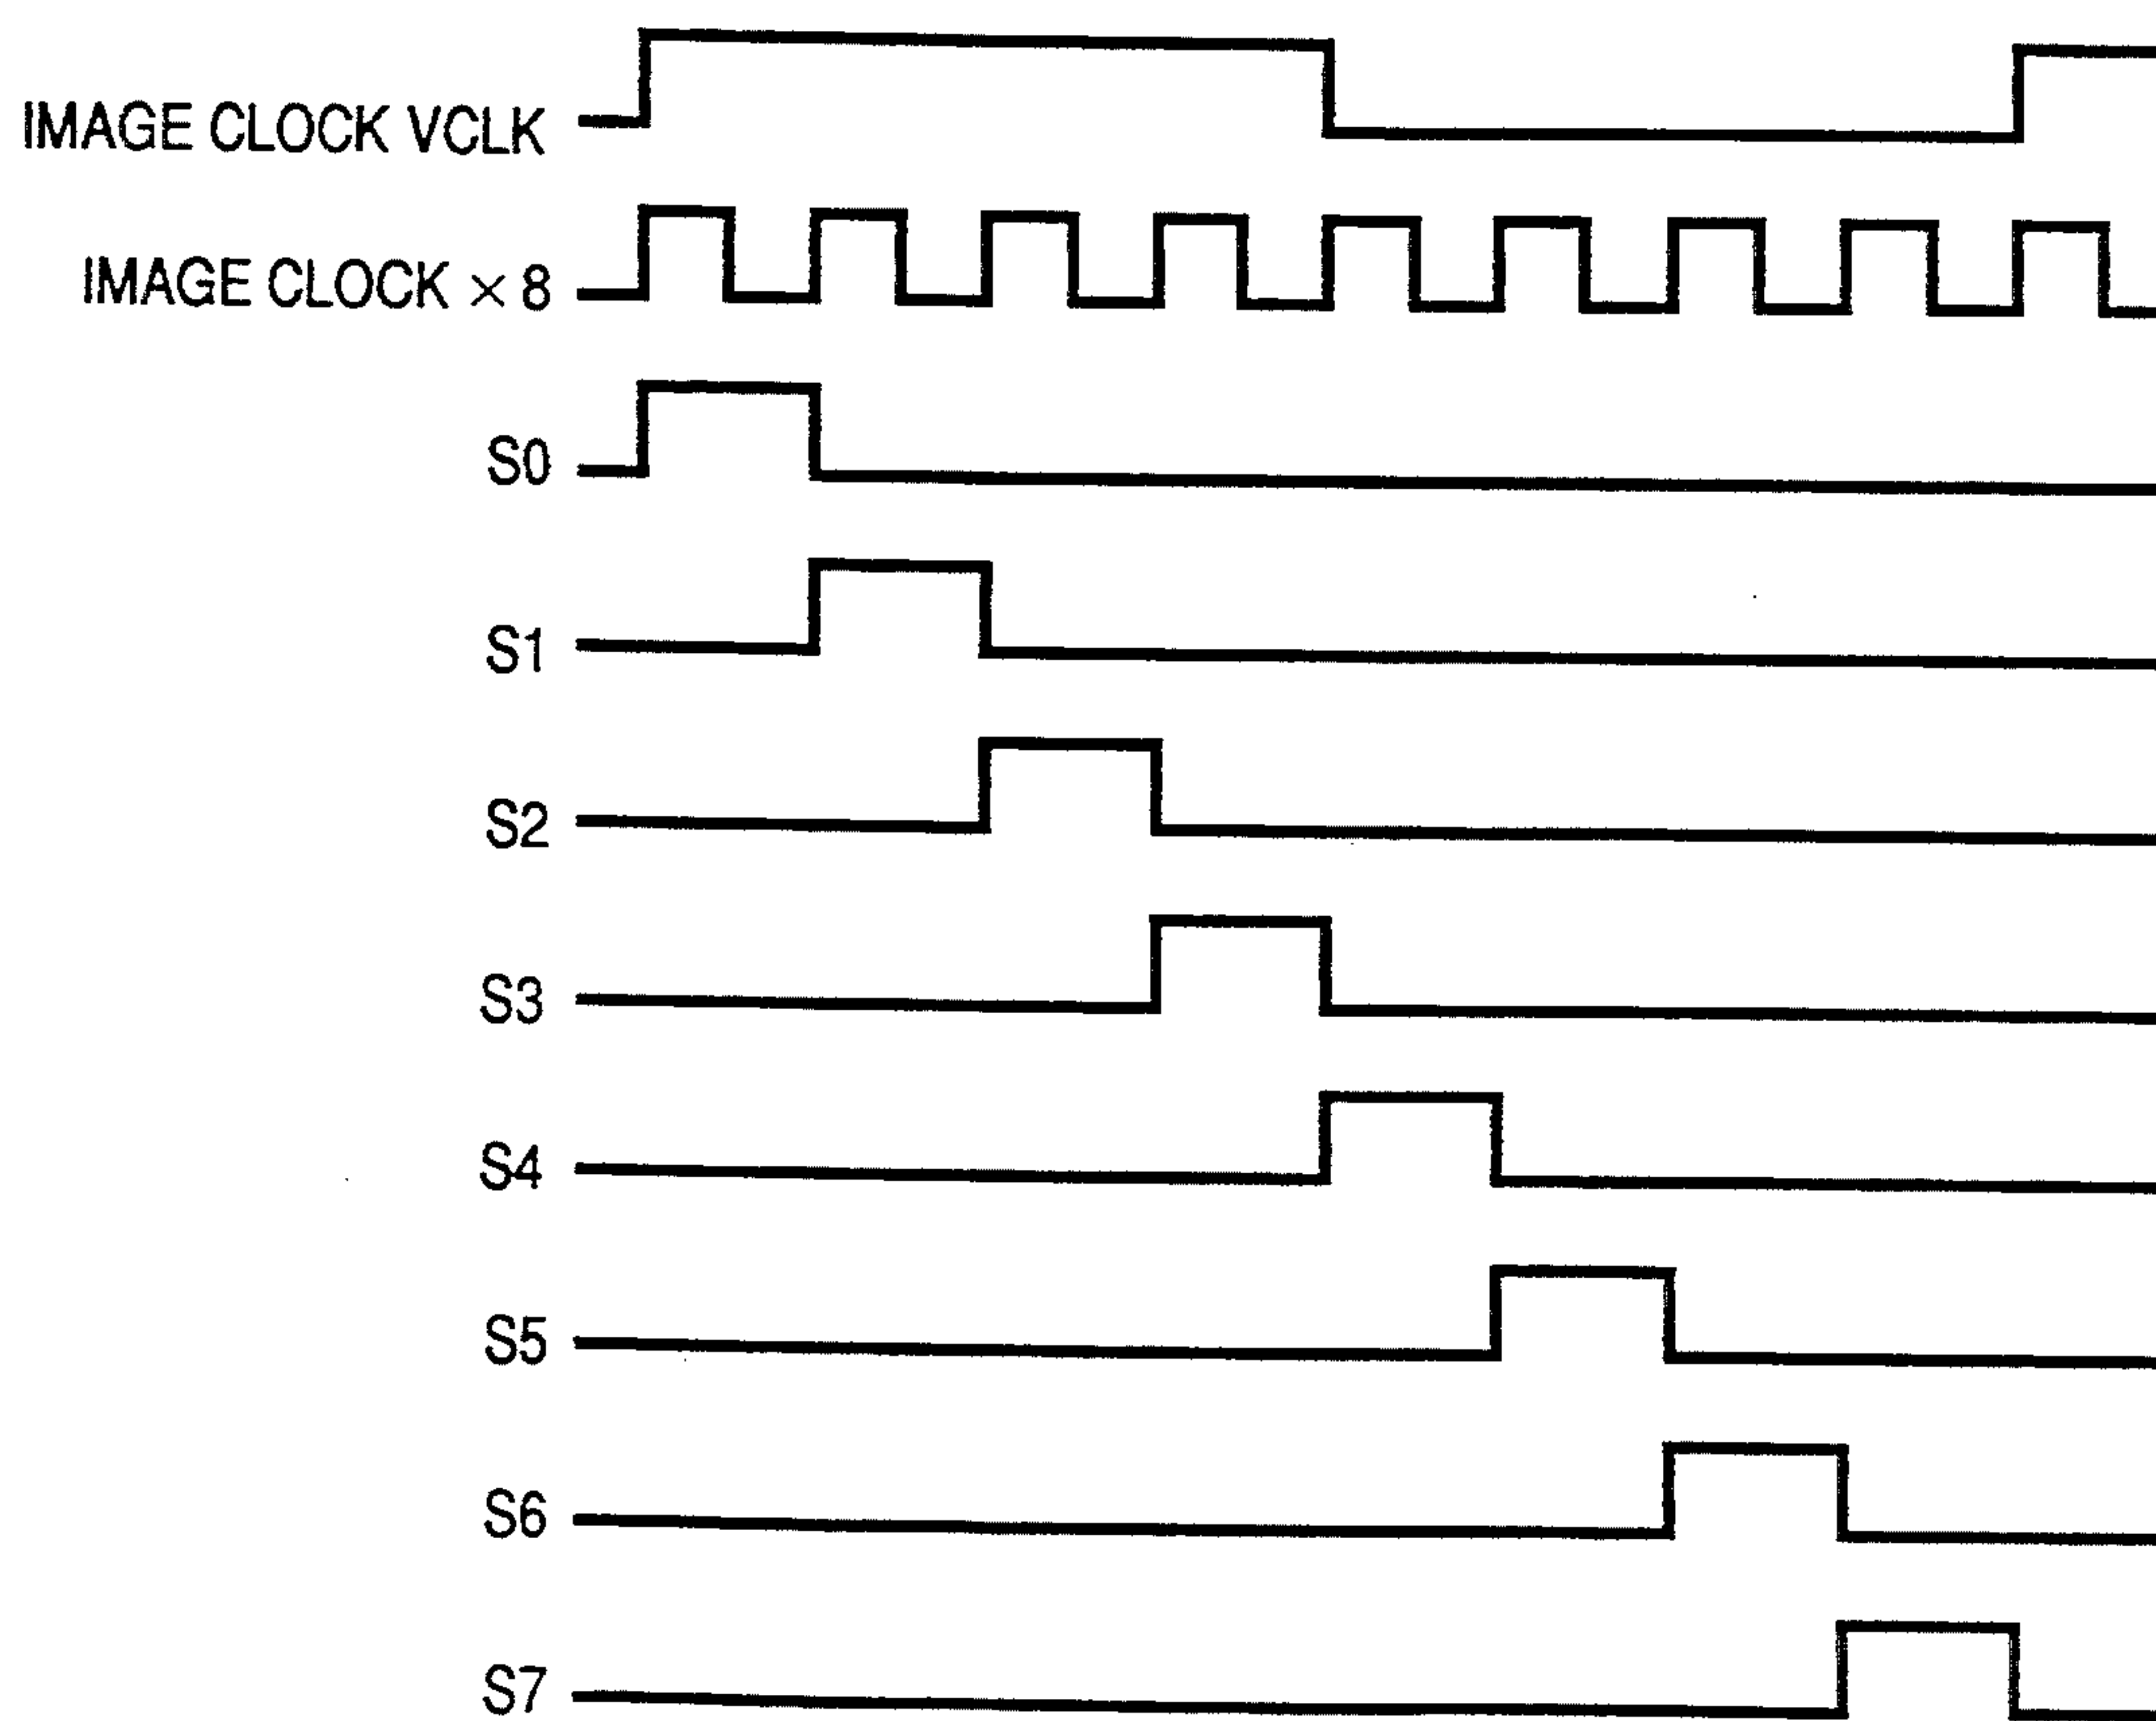 IMAGE CLOCK VCLK
IMAGE CLOCK × 8
S0
S1
S2
S3
S4
S5
S6
S7